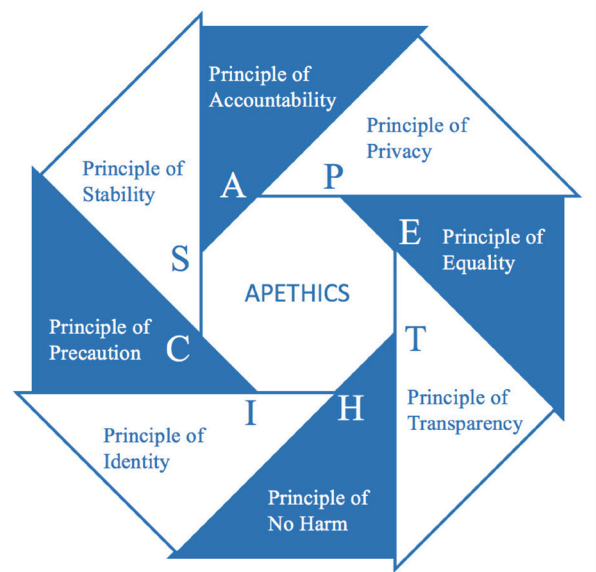 Principle of
Accountability
A
Principle of
Privacy
P
Principle of
Equality
E
Principle of
Transparency
T
Principle of
No Harm
H
Principle of
Identity
I
Principle of
Precaution
C
Principle of
Stability
S
APETHICS